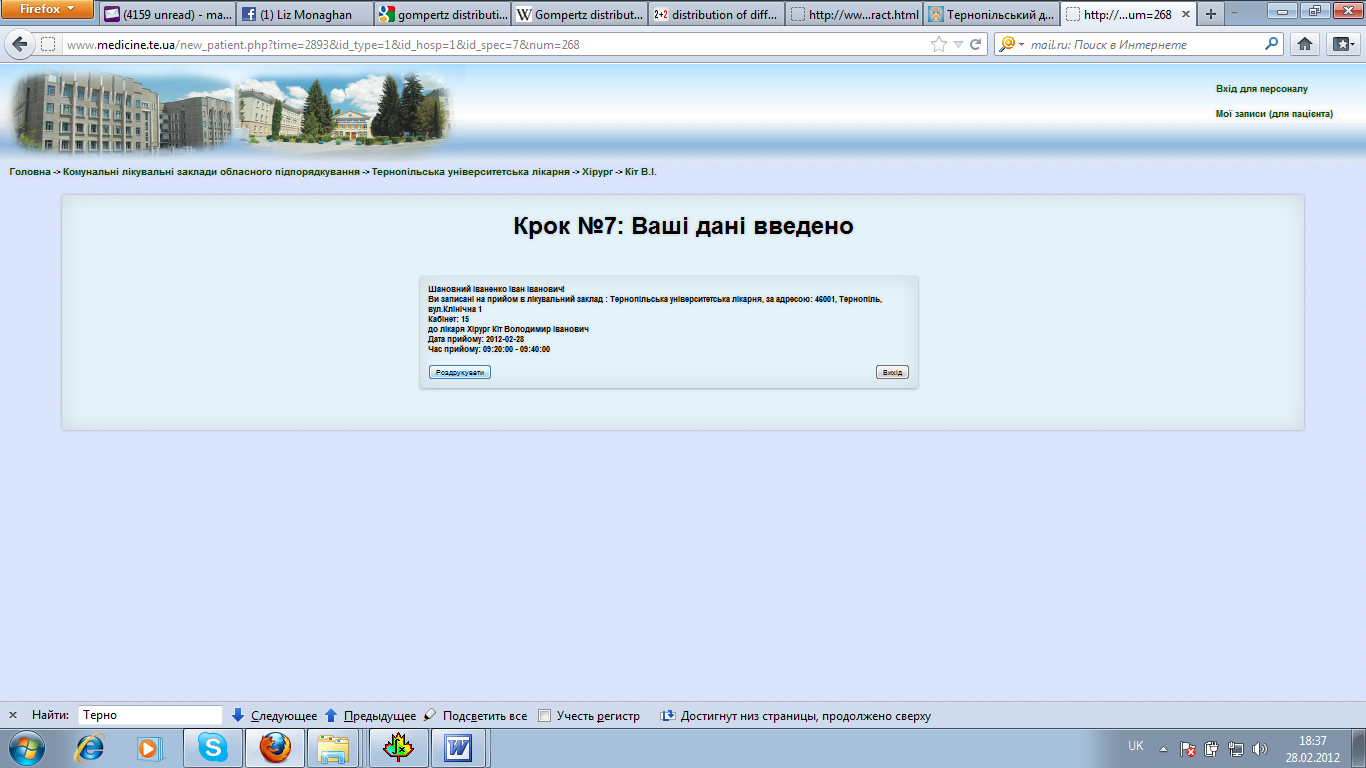 Firefox
(4159 unread) - ma...
(1) Liz Monaghan
gompertz distributi...
Gompertz distribut...
2+2 distribution of diff...
http://ww...ract.html
Тернопільський д...
http://...um=268
www.medicine.te.ua/new_patient.php?time=2893&id_type=1&id_hosp=1&id_spec=7&num=268
mail.ru: Поиск в Интернете
Вхід для персоналу
Мої записи (для пацієнта)
Головна -> Комунальні лікувальні заклади обласного підпорядкування -> Тернопільська університетська лікарня -> Хірург -> Кіт В.І.
Крок №7: Ваші дані введено
Шановний Іваненко Іван Іванович!
Ви записані на прийом в лікувальний заклад : Тернопільська університетська лікарня, за адресою: 46001, Тернопіль,
вул.Клінічна 1
Кабінет: 15
до лікаря Хірург Кіт Володимир Іванович
Дата прийому: 2012-02-28
Час прийому: 09:20:00 - 09:40:00
Роздрукувати
Вихід
Найти: Терно Следующее Предыдущее Подсветить все Учесть регистр Достигнут низ страницы, продолжено сверху
UK
18:37
28.02.2012